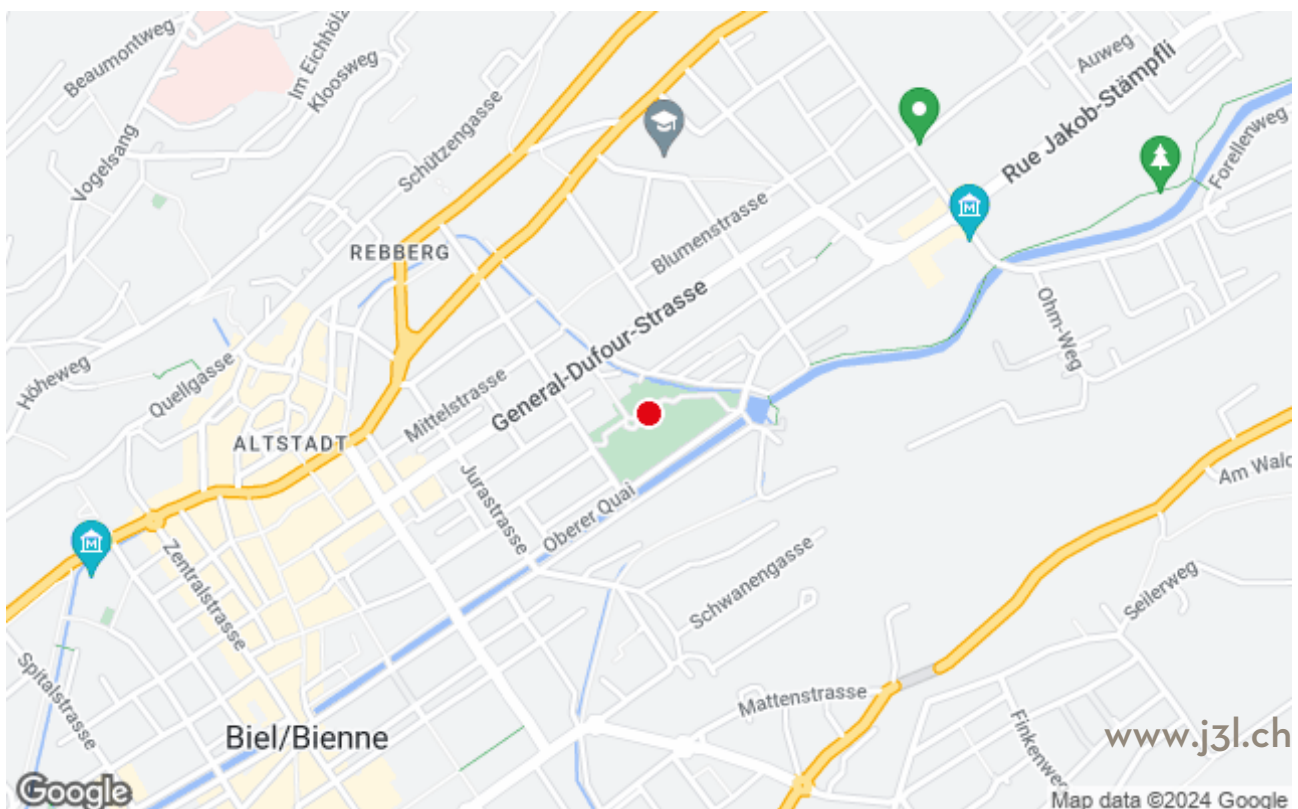 Beaumontweg
Im Eichhölz
Kloosweg
Vogelsang
Schützengasse
Auweg
Rue Jakob-Stämpfli
Forellenweg
REBBERG
Blumenstrasse
Ohm-Weg
General-Dufour-Strasse
Höheweg
Quellgasse
Mittelstrasse
ALTSTADT
Jurastrasse
Oberer Quai
Am Wald
Zentralstrasse
Schwanengasse
Seilerweg
Spitalstrasse
Mattenstrasse
Finkenweg
Biel/Bienne
www.j3l.ch
Google
Map data ©2024 Google